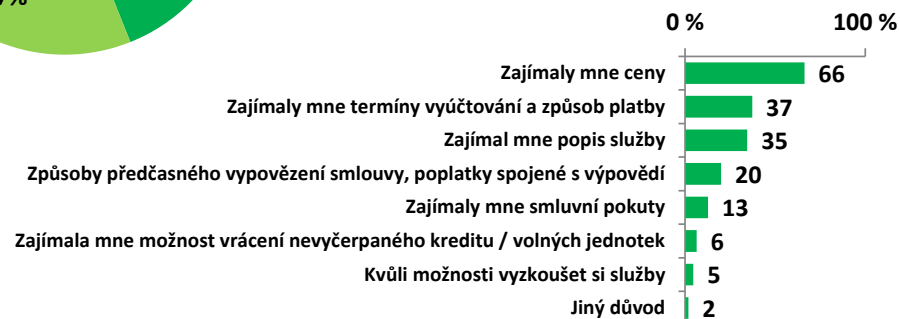 %
0 %
100 %
Zajímaly mne ceny 66
Zajímaly mne termíny vyúčtování a způsob platby 37
Zajímal mne popis služby 35
Způsoby předčasného vypovězení smlouvy, poplatky spojené s výpovědí 20
Zajímaly mne smluvní pokuty 13
Zajímala mne možnost vrácení nevyčerpaného kreditu / volných jednotek 6
Kvůli možnosti vyzkoušet si služby 5
Jiný důvod 2